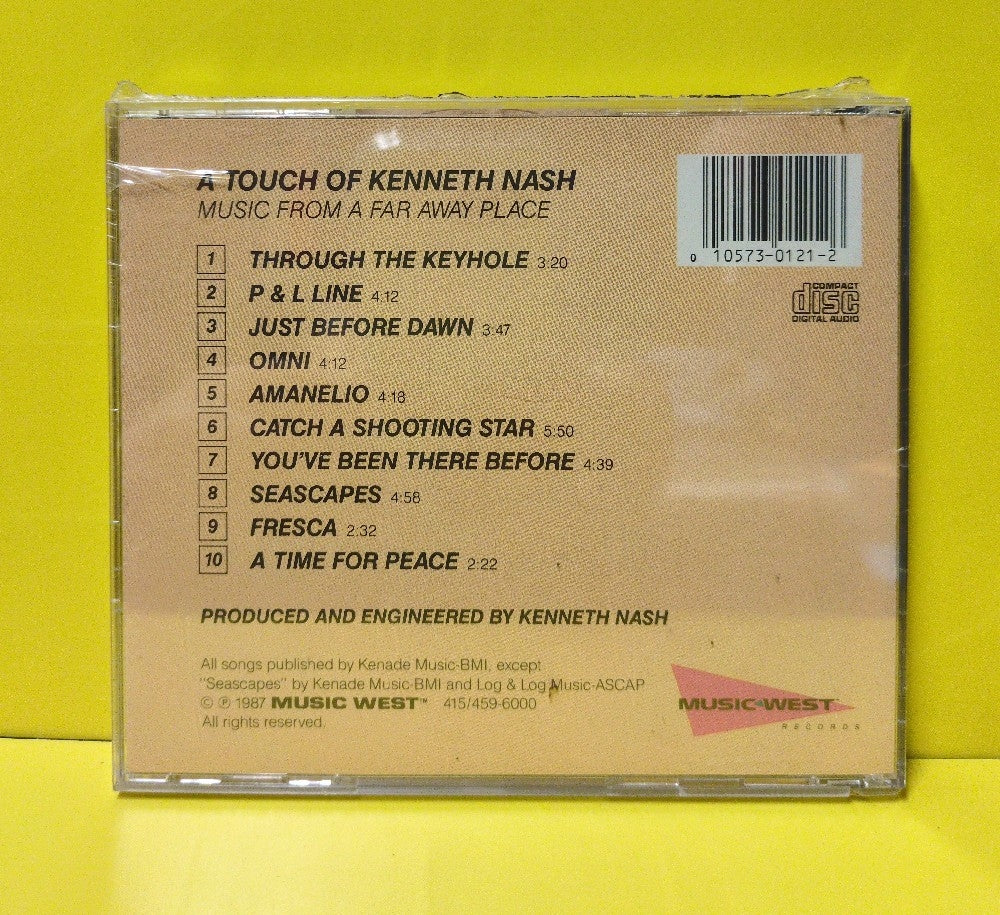 A TOUCH OF KENNETH NASH
MUSIC FROM A FAR AWAY PLACE
1 THROUGH THE KEYHOLE 3:20
2 P & L LINE 4:12
3 JUST BEFORE DAWN 3:47
4 OMNI 4:12
5 AMANELIO 4:18
6 CATCH A SHOOTING STAR 5:50
7 YOU'VE BEEN THERE BEFORE 4:39
8 SEASCAPES 4:58
9 FRESCA 2:32
10 A TIME FOR PEACE 2:22
0 10573-0121-2
COMPACT
disc
DIGITAL AUDIO
PRODUCED AND ENGINEERED BY KENNETH NASH
All songs published by Kenade Music-BMI, except
"Seascapes" by Kenade Music-BMI and Log & Log Music-ASCAP
© ℗ 1987 MUSIC WEST™ 415/459-6000
All rights reserved.
MUSIC WEST
RECORDS